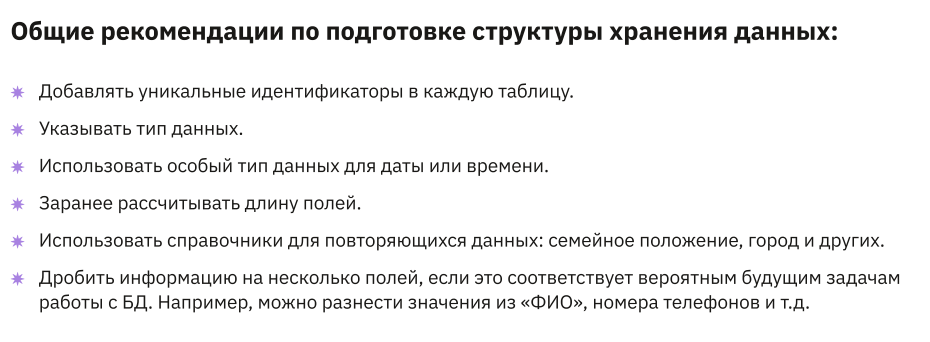 Общие рекомендации по подготовке структуры хранения данных:
Добавлять уникальные идентификаторы в каждую таблицу.
Указывать тип данных.
Использовать особый тип данных для даты или времени.
Заранее рассчитывать длину полей.
Использовать справочники для повторяющихся данных: семейное положение, город и других.
Дробить информацию на несколько полей, если это соответствует вероятным будущим задачам
работы с БД. Например, можно разнести значения из «ФИО», номера телефонов и т.д.